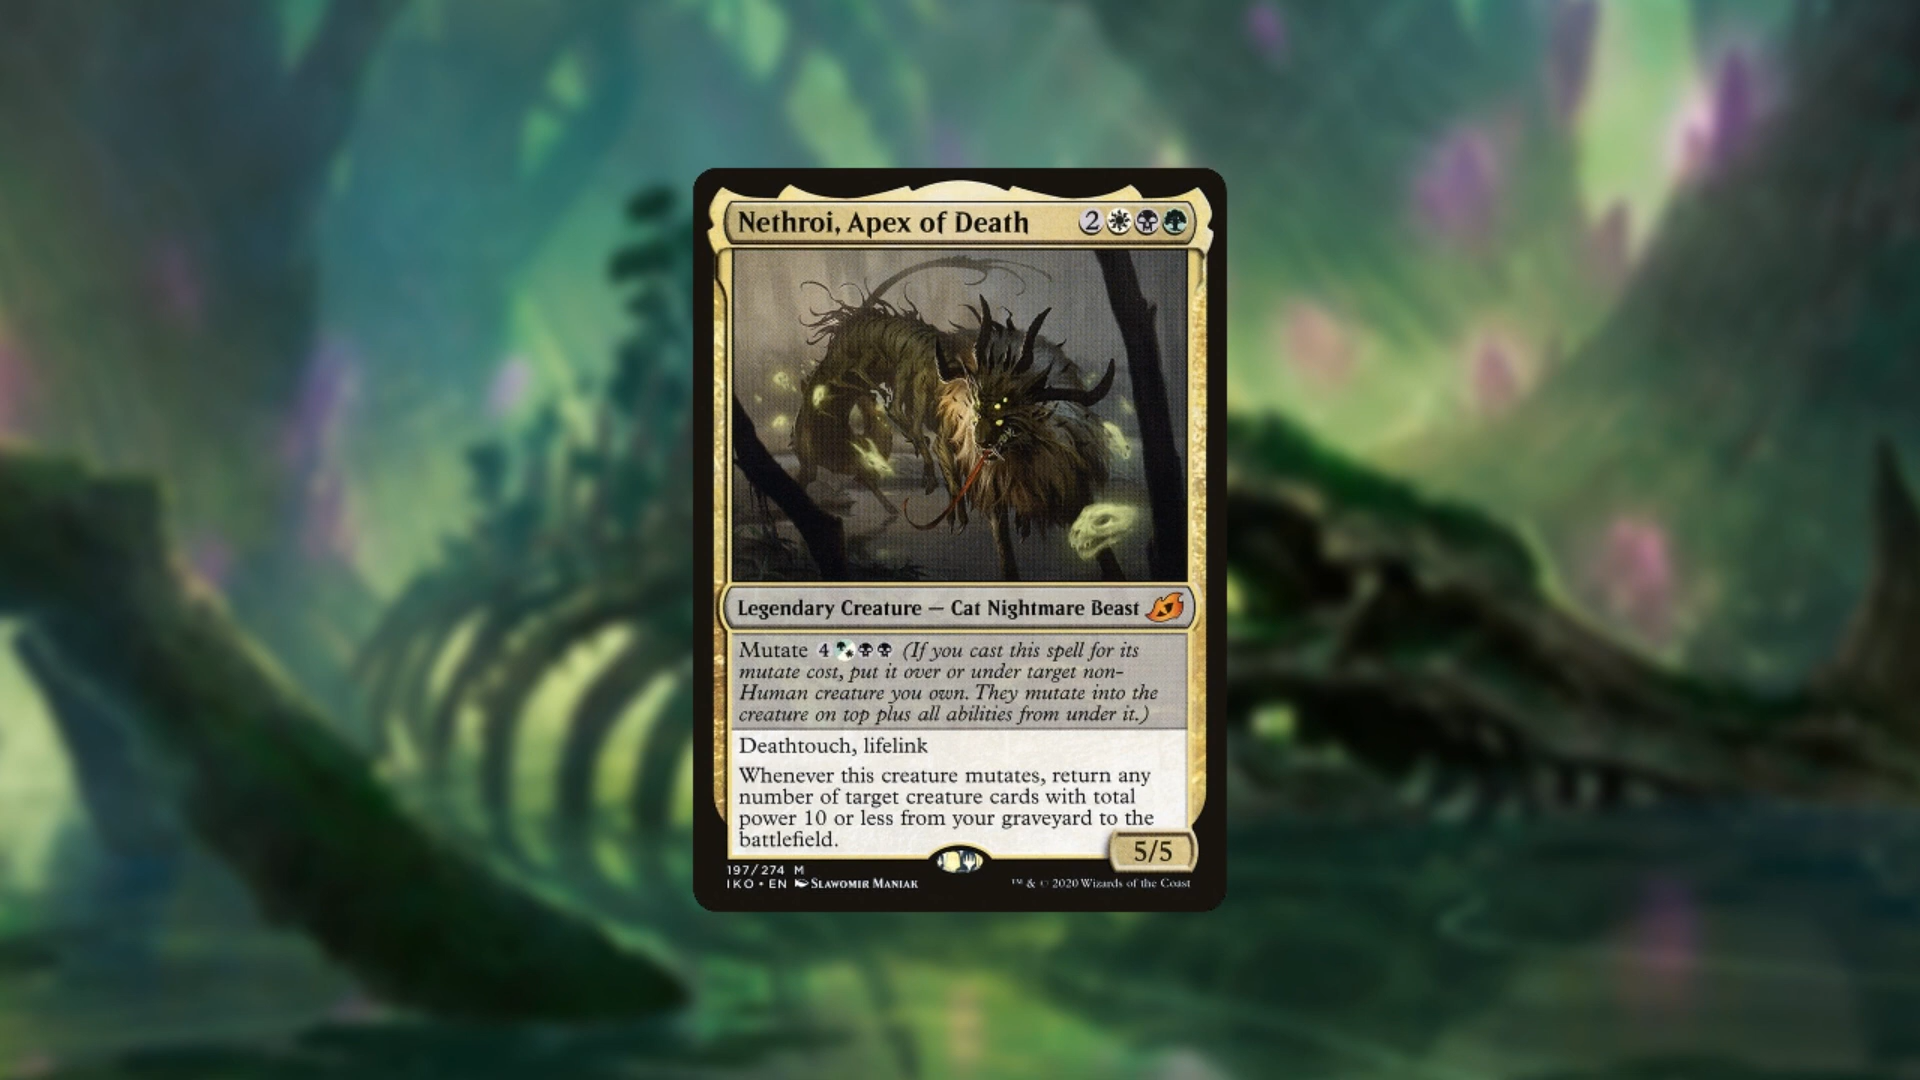 Nethroi, Apex of Death 2
Legendary Creature — Cat Nightmare Beast
Mutate 4 (If you cast this spell for its
mutate cost, put it over or under target non-
Human creature you own. They mutate into the
creature on top plus all abilities from under it.)
Deathtouch, lifelink
Whenever this creature mutates, return any
number of target creature cards with total
power 10 or less from your graveyard to the
battlefield.
5/5
197/274 M
IKO • EN Slawomir Maniak
™ & © 2020 Wizards of the Coast